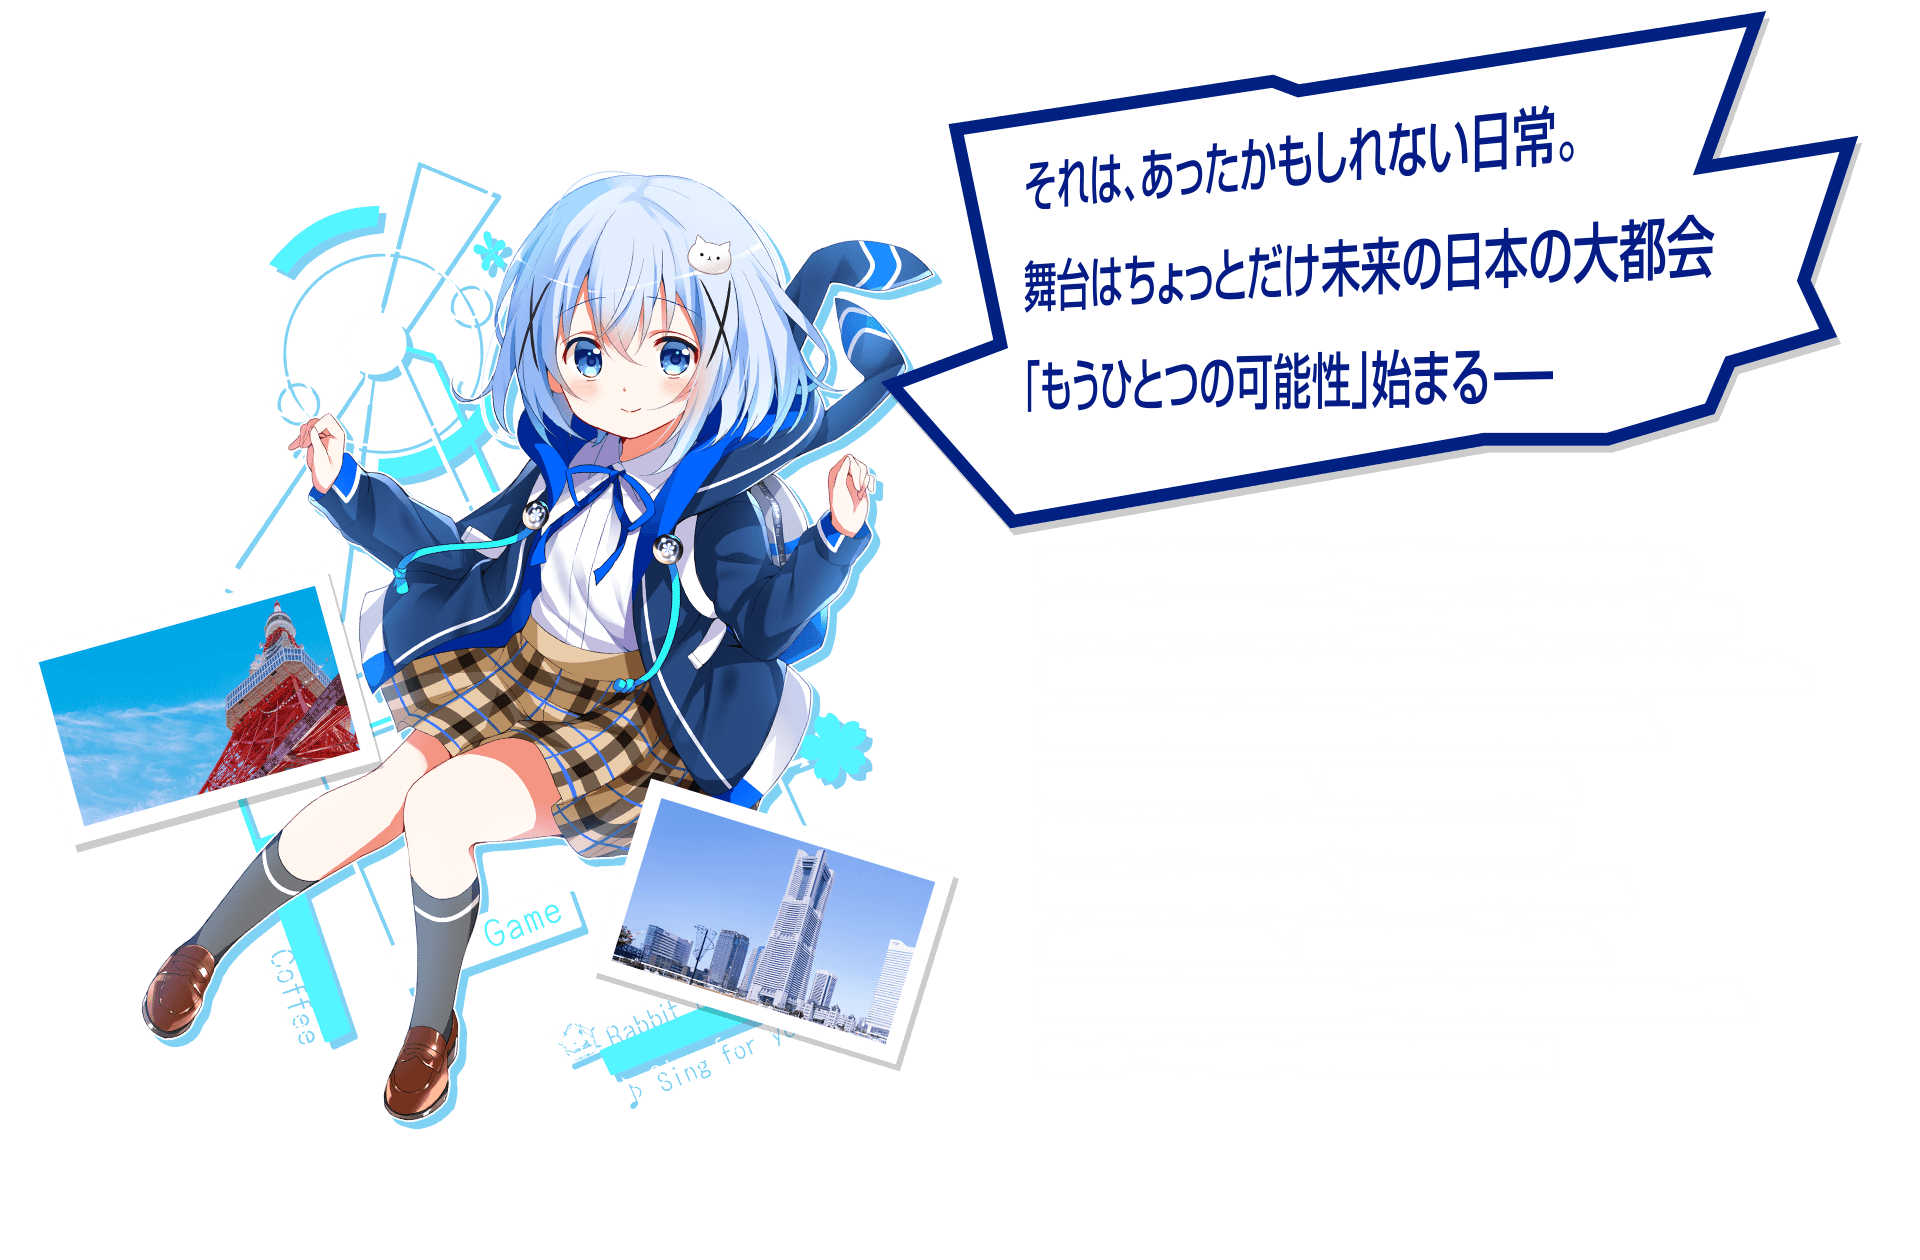 それは、あったかもしれない日常。
舞台はちょっとだけ未来の日本の大都会
「もうひとつの可能性」始まる――
Game
Coffee
Rabbit
♪ Sing for